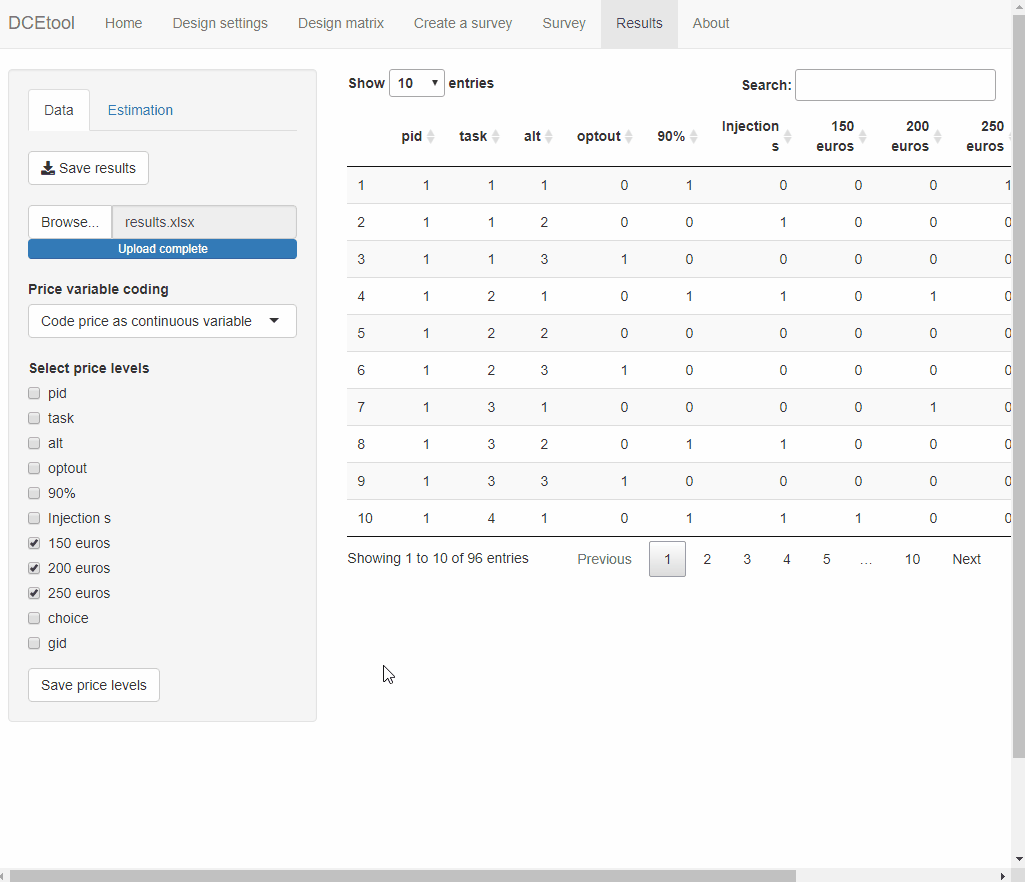 DCEtool Home Design settings Design matrix Create a survey Survey Results About
Data Estimation
Save results
Browse... results.xlsx
Upload complete
Price variable coding
Code price as continuous variable
Select price levels
pid
task
alt
optout
90%
Injection s
150 euros
200 euros
250 euros
choice
gid
Save price levels
Show 10 entries Search:
pid task alt optout 90% Injection 150 200 250
s euros euros euros
1 1 1 1 0 1 0 0 0 1
2 1 1 2 0 0 1 0 0 0
3 1 1 3 1 0 0 0 0 0
4 1 2 1 0 1 1 0 1 0
5 1 2 2 0 0 0 0 0 0
6 1 2 3 1 0 0 0 0 0
7 1 3 1 0 0 0 0 1 0
8 1 3 2 0 1 1 0 0 0
9 1 3 3 1 0 0 0 0 0
10 1 4 1 0 1 1 1 0 0
Showing 1 to 10 of 96 entries Previous 1 2 3 4 5 … 10 Next